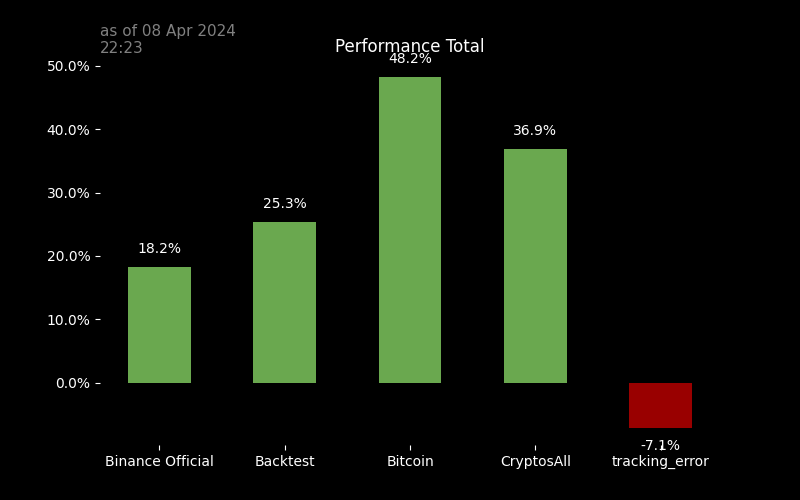 as of 08 Apr 2024
22:23
Performance Total
50.0%
40.0%
30.0%
20.0%
10.0%
0.0%
18.2%
25.3%
48.2%
36.9%
-7.1%
Binance Official
Backtest
Bitcoin
CryptosAll
tracking_error